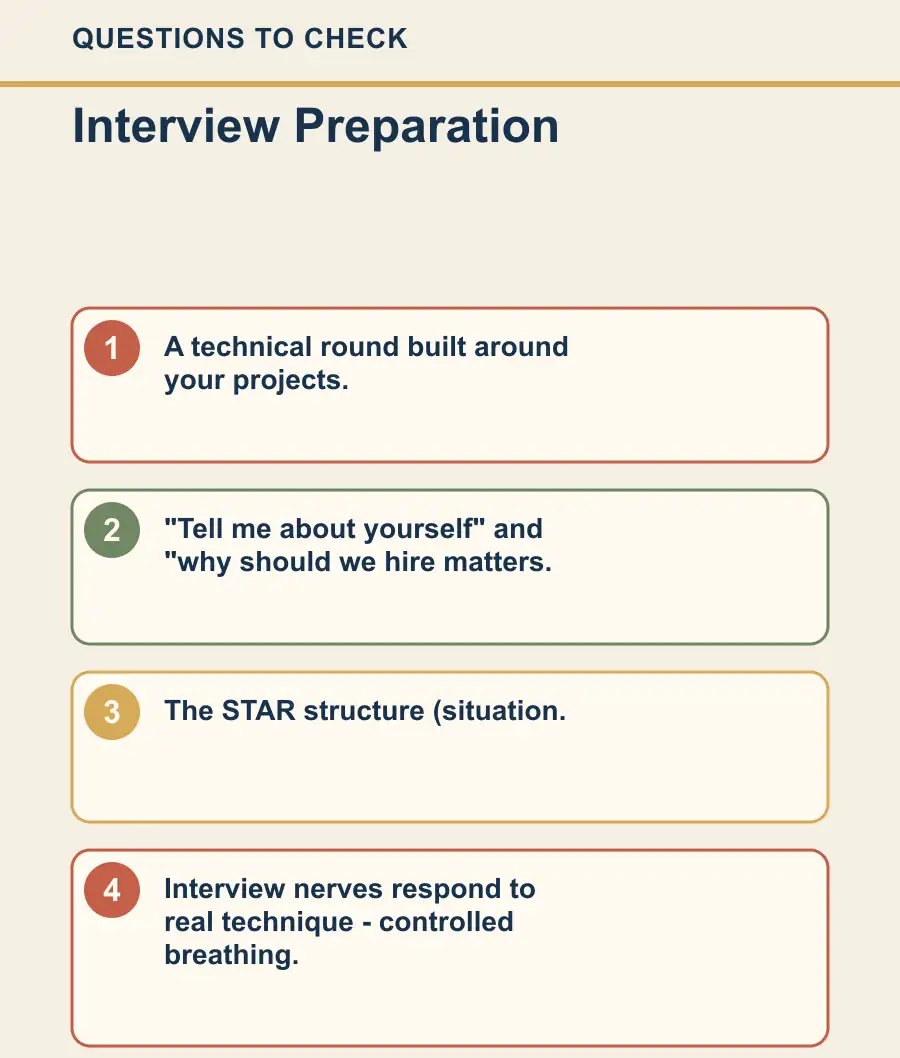 QUESTIONS TO CHECK
Interview Preparation
1
A technical round built around
your projects.
2
"Tell me about yourself" and
"why should we hire matters.
3
The STAR structure (situation.
4
Interview nerves respond to
real technique - controlled
breathing.